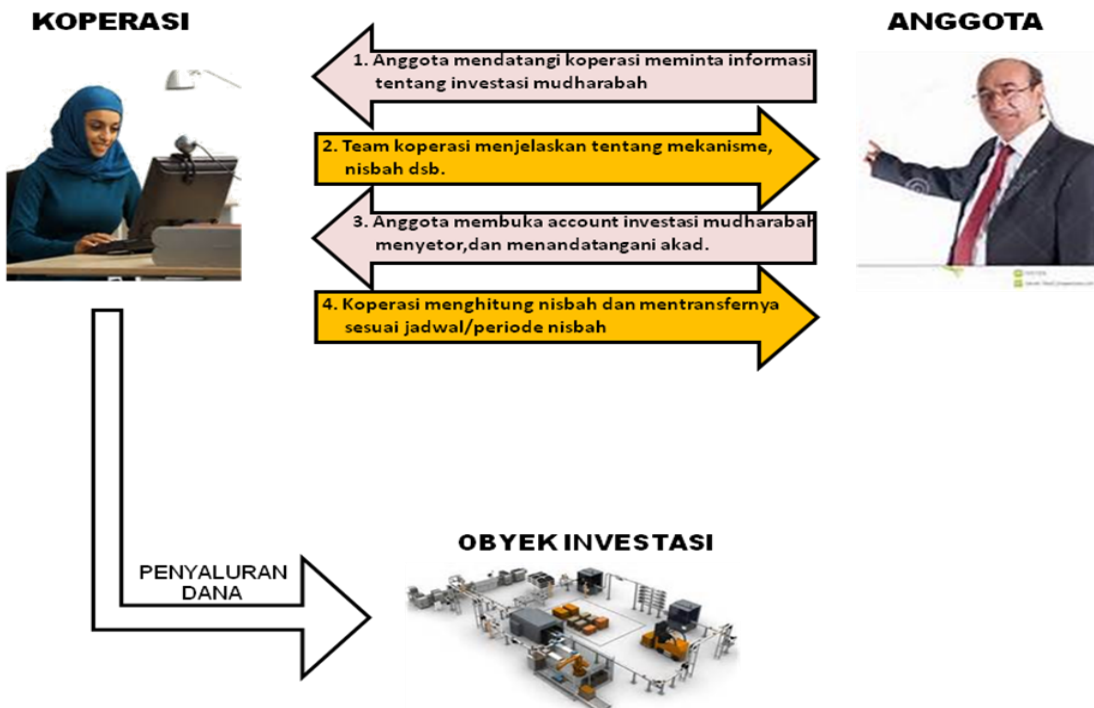 KOPERASI
ANGGOTA
1. Anggota mendatangi koperasi meminta informasi
tentang investasi mudharabah
2. Team koperasi menjelaskan tentang mekanisme,
nisbah dsb.
3. Anggota membuka account investasi mudharabah
menyetor,dan menandatangani akad.
4. Koperasi menghitung nisbah dan mentransfernya
sesuai jadwal/periode nisbah
OBYEK INVESTASI
PENYALURAN
DANA